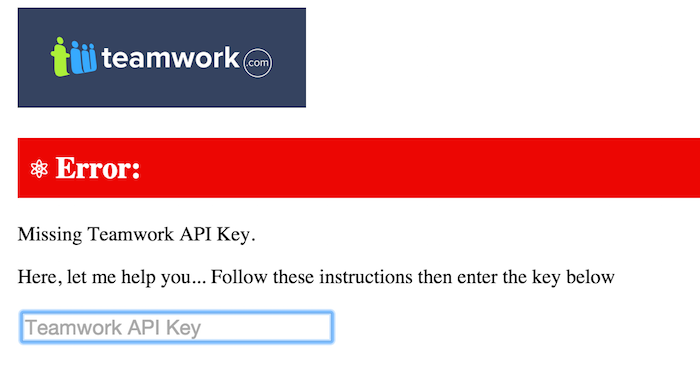 teamwork.com
Error:
Missing Teamwork API Key.
Here, let me help you... Follow these instructions then enter the key below
Teamwork API Key